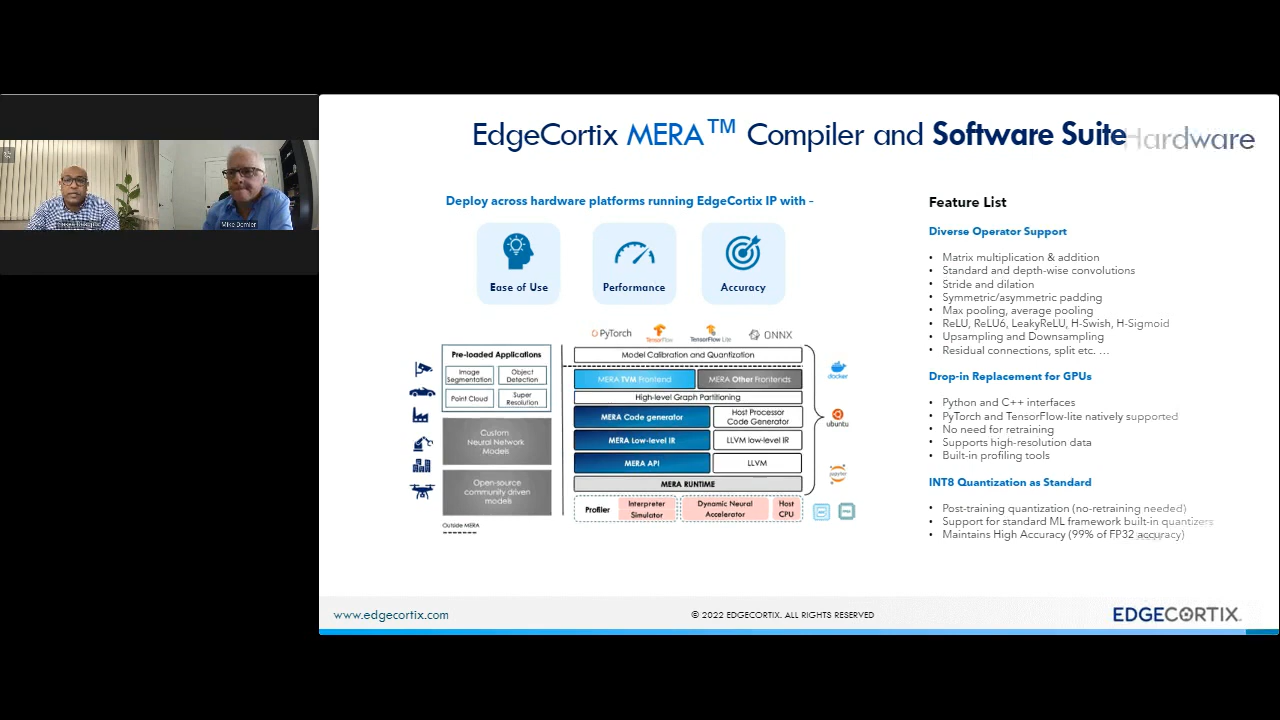 EdgeCortix MERA™ Compiler and Software Suite
Hardware
Mike Demler
Deploy across hardware platforms running EdgeCortix IP with –
Ease of Use
Performance
Accuracy
PyTorch
TensorFlow
TensorFlow Lite
ONNX
Pre-loaded Applications
Image
Segmentation
Object
Detection
Point Cloud
Super
Resolution
Custom
Neural Network
Models
Open-source
community driven
models
Outside MERA
Model Calibration and Quantization
MERA TVM Frontend
MERA Other Frontends
High-level Graph Partitioning
MERA Code generator
Host Processor
Code Generator
MERA Low-level IR
LLVM low-level IR
MERA API
LLVM
MERA RUNTIME
Profiler
Interpreter
Simulator
Dynamic Neural
Accelerator
Host
CPU
docker
ubuntu
jupyter
Feature List
Diverse Operator Support
• Matrix multiplication & addition
• Standard and depth-wise convolutions
• Stride and dilation
• Symmetric/asymmetric padding
• Max pooling, average pooling
• ReLU, ReLU6, LeakyReLU, H-Swish, H-Sigmoid
• Upsampling and Downsampling
• Residual connections, split etc. …
Drop-in Replacement for GPUs
• Python and C++ interfaces
• PyTorch and TensorFlow-lite natively supported
• No need for retraining
• Supports high-resolution data
• Built-in profiling tools
INT8 Quantization as Standard
• Post-training quantization (no-retraining needed)
• Support for standard ML framework built-in quantizers
• Maintains High Accuracy (99% of FP32 accuracy)
www.edgecortix.com
© 2022 EDGECORTIX. ALL RIGHTS RESERVED
EDGECORTIX